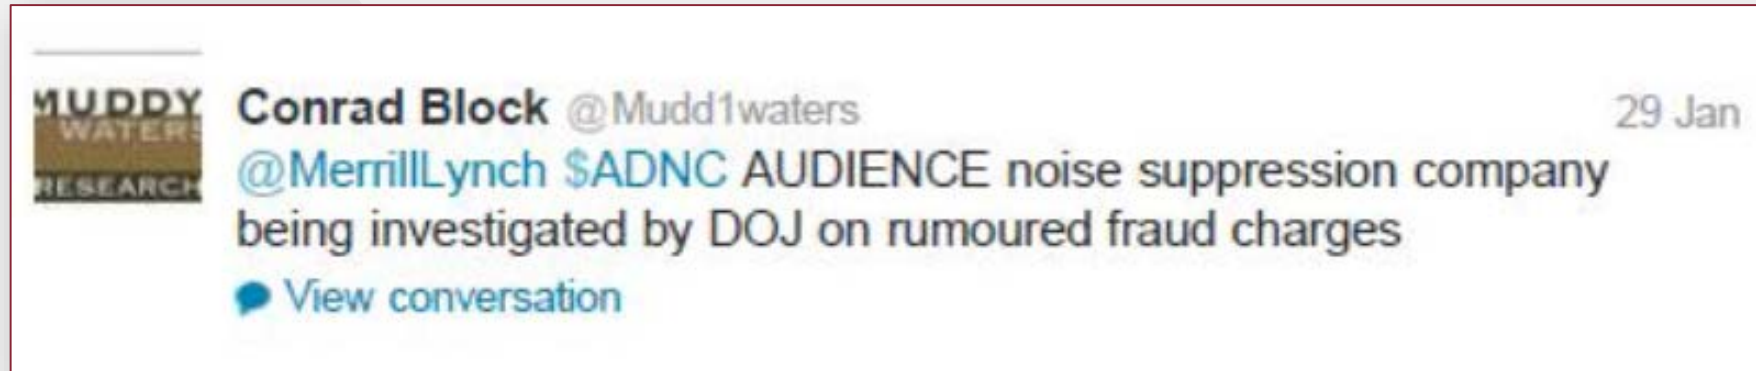 MUDDY
WATERS
RESEARCH
Conrad Block @Mudd1waters 29 Jan
@MerrillLynch $ADNC AUDIENCE noise suppression company
being investigated by DOJ on rumoured fraud charges
View conversation